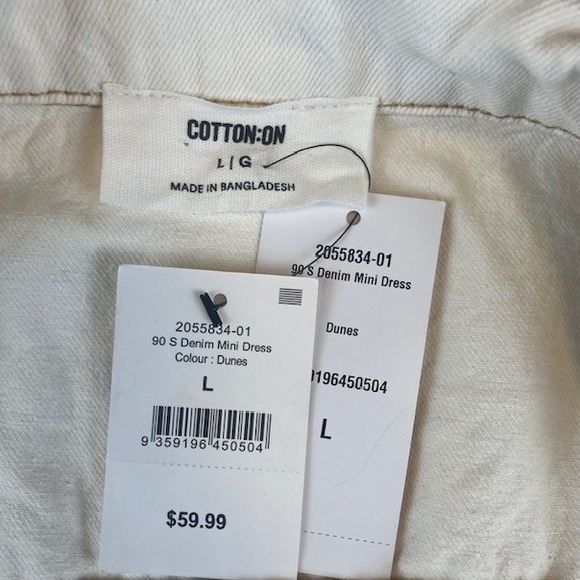 COTTON:ON
L|G
MADE IN BANGLADESH
2055834-01
90 S Denim Mini Dress
Dunes
9196450504
L
2055834-01
90 S Denim Mini Dress
Colour : Dunes
L
9 359196 450504
$59.99